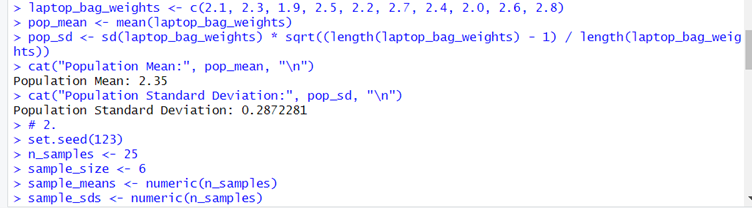 > laptop_bag_weights <- c(2.1, 2.3, 1.9, 2.5, 2.2, 2.7, 2.4, 2.0, 2.6, 2.8)
> pop_mean <- mean(laptop_bag_weights)
> pop_sd <- sd(laptop_bag_weights) * sqrt((length(laptop_bag_weights) - 1) / length(laptop_bag_weig
hts))
> cat("Population Mean:", pop_mean, "\n")
Population Mean: 2.35
> cat("Population Standard Deviation:", pop_sd, "\n")
Population Standard Deviation: 0.2872281
> # 2.
> set.seed(123)
> n_samples <- 25
> sample_size <- 6
> sample_means <- numeric(n_samples)
> sample_sds <- numeric(n_samples)